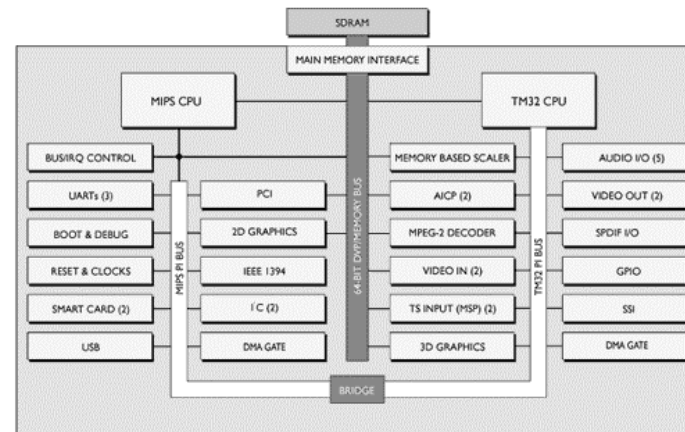 SDRAM
MAIN MEMORY INTERFACE
MIPS CPU
TM32 CPU
BUS/IRQ CONTROL
MEMORY BASED SCALER
AUDIO I/O (5)
UARTs (3)
PCI
AICP (2)
VIDEO OUT (2)
BOOT & DEBUG
2D GRAPHICS
MPEG-2 DECODER
SPDIF I/O
RESET & CLOCKS
IEEE 1394
VIDEO IN (2)
GPIO
SMART CARD (2)
I²C (2)
TS INPUT (MSP) (2)
SSI
USB
DMA GATE
3D GRAPHICS
DMA GATE
MIPS PI BUS
64-BIT DVP/MEMORY BUS
TM32 PI BUS
BRIDGE